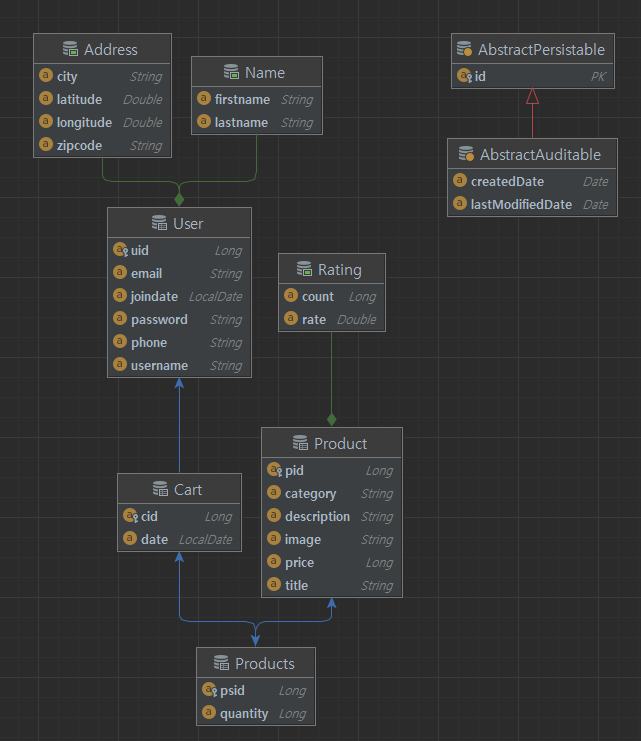 Address
city String
latitude Double
longitude Double
zipcode String
Name
firstname String
lastname String
AbstractPersistable
id PK
AbstractAuditable
createdDate Date
lastModifiedDate Date
User
uid Long
email String
joindate LocalDate
password String
phone String
username String
Rating
count Long
rate Double
Product
pid Long
category String
description String
image String
price Long
title String
Cart
cid Long
date LocalDate
Products
psid Long
quantity Long